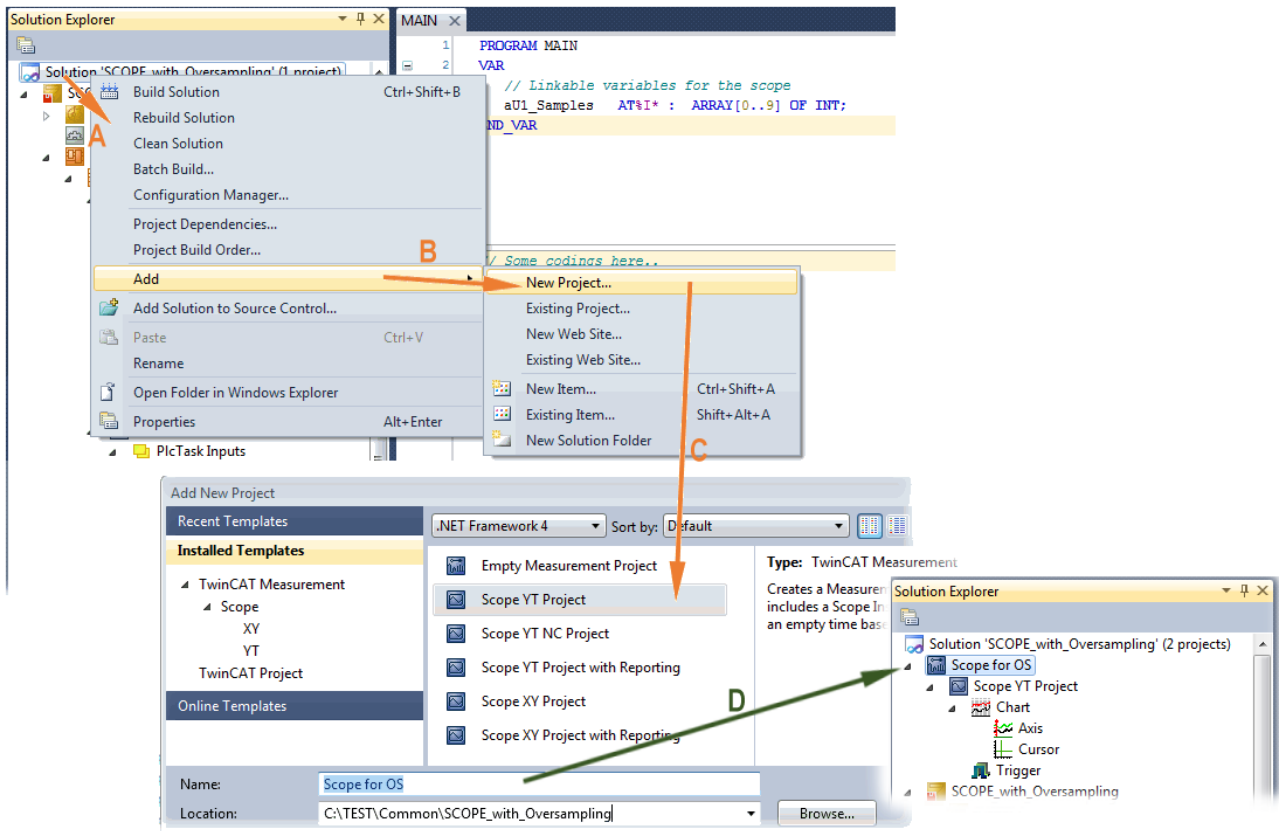 Solution Explorer
MAIN
Solution 'SCOPE_with_Oversampling' (1 project)
A
Build Solution Ctrl+Shift+B
Rebuild Solution
Clean Solution
Batch Build...
Configuration Manager...
Project Dependencies...
Project Build Order...
Add
Add Solution to Source Control...
Paste Ctrl+V
Rename
Open Folder in Windows Explorer
Properties Alt+Enter
PlcTask Inputs
1 PROGRAM MAIN
2 VAR
// Linkable variables for the scope
aU1_Samples AT%I* : ARRAY[0..9] OF INT;
ND_VAR
/ Some codings here..
B
New Project...
Existing Project...
New Web Site...
Existing Web Site...
New Item... Ctrl+Shift+A
Existing Item... Shift+Alt+A
New Solution Folder
C
Add New Project
Recent Templates
Installed Templates
TwinCAT Measurement
Scope
XY
YT
TwinCAT Project
Online Templates
.NET Framework 4 Sort by: Default
Empty Measurement Project
Scope YT Project
Scope YT NC Project
Scope YT Project with Reporting
Scope XY Project
Scope XY Project with Reporting
Type: TwinCAT Measurement
Creates a Measure
includes a Scope In
an empty time base
D
Name: Scope for OS
Location: C:\TEST\Common\SCOPE_with_Oversampling
Browse...
Solution Explorer
Solution 'SCOPE_with_Oversampling' (2 projects)
Scope for OS
Scope YT Project
Chart
Axis
Cursor
Trigger
SCOPE_with_Oversampling